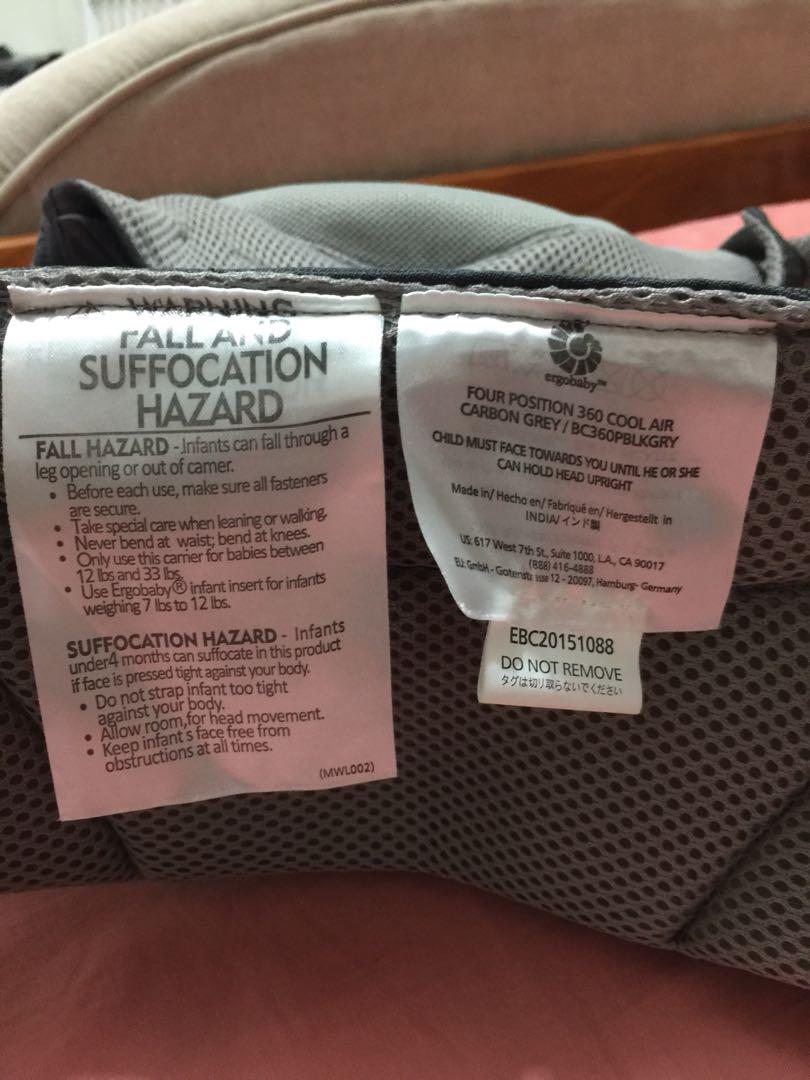 WARNING
FALL AND
SUFFOCATION
HAZARD
FALL HAZARD - Infants can fall through a
leg opening or out of carrier.
• Before each use, make sure all fasteners
are secure.
• Take special care when leaning or walking.
• Never bend at waist; bend at knees.
• Only use this carrier for babies between
12 lbs and 33 lbs.
• Use Ergobaby® infant insert for infants
weighing 7 lbs to 12 lbs.
SUFFOCATION HAZARD - Infants
under4 months can suffocate in this product
if face is pressed tight against your body.
• Do not strap infant too tight
against your body.
• Allow room,for head movement.
• Keep infant s face free from
obstructions at all times.
(MWL002)
ergobaby™
FOUR POSITION 360 COOL AIR
CARBON GREY / BC360PBLKGRY
CHILD MUST FACE TOWARDS YOU UNTIL HE OR SHE
CAN HOLD HEAD UPRIGHT
Made in/ Hecho en/ Fabriqué en/ Hergestellt in
INDIA/インド製
US: 617 West 7th St., Suite 1000, L.A., CA 90017
(888) 416-4888
GmbH - 12 - 20097, Hamburg- Germany
EBC20151088
DO NOT REMOVE
タグは切り取らないでください